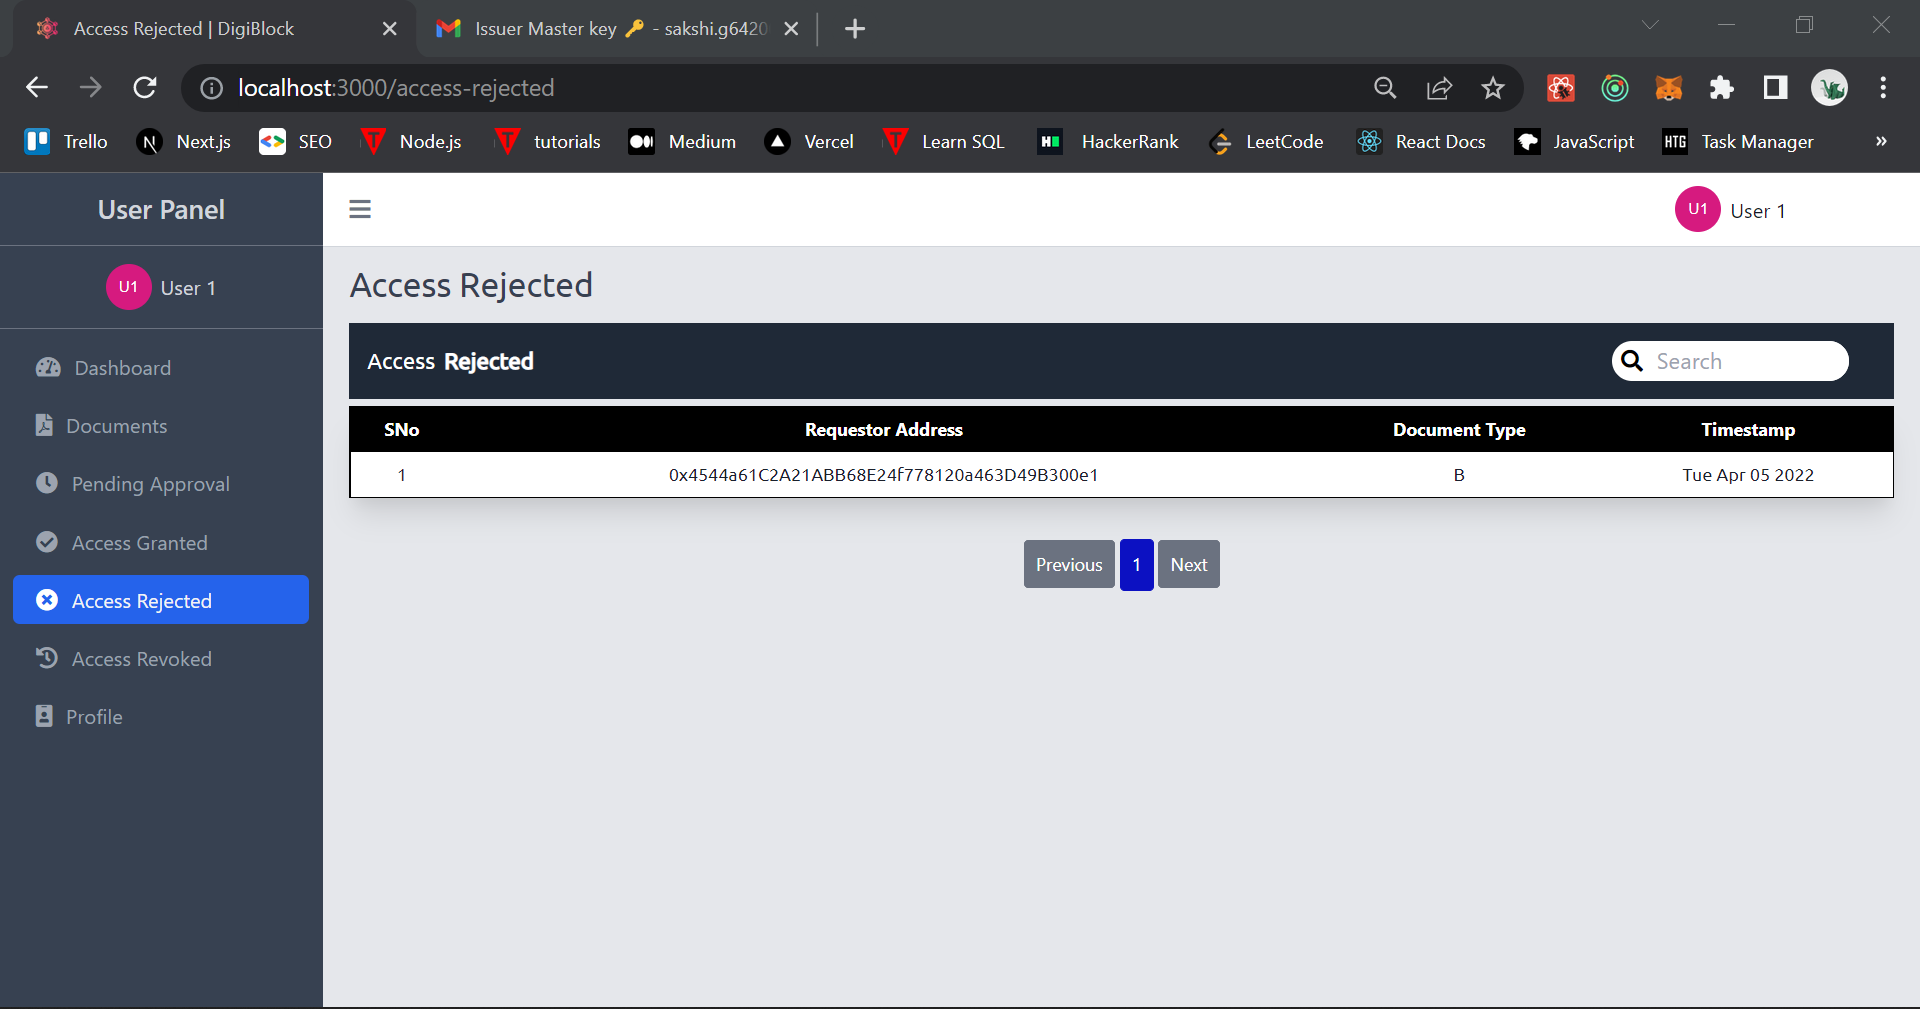 Access Rejected | DigiBlock
Issuer Master key 🔑 - sakshi.g6420
localhost:3000/access-rejected
Trello
N Next.js
SEO
T Node.js
T tutorials
Medium
Vercel
T Learn SQL
H HackerRank
LeetCode
React Docs
JavaScript
HTG Task Manager
»
User Panel
U1 User 1
U1 User 1
Dashboard
Documents
Pending Approval
Access Granted
Access Rejected
Access Revoked
Profile
Access Rejected
Access Rejected
Search
SNo Requestor Address Document Type Timestamp
1 0x4544a61C2A21ABB68E24f778120a463D49B300e1 B Tue Apr 05 2022
Previous 1 Next